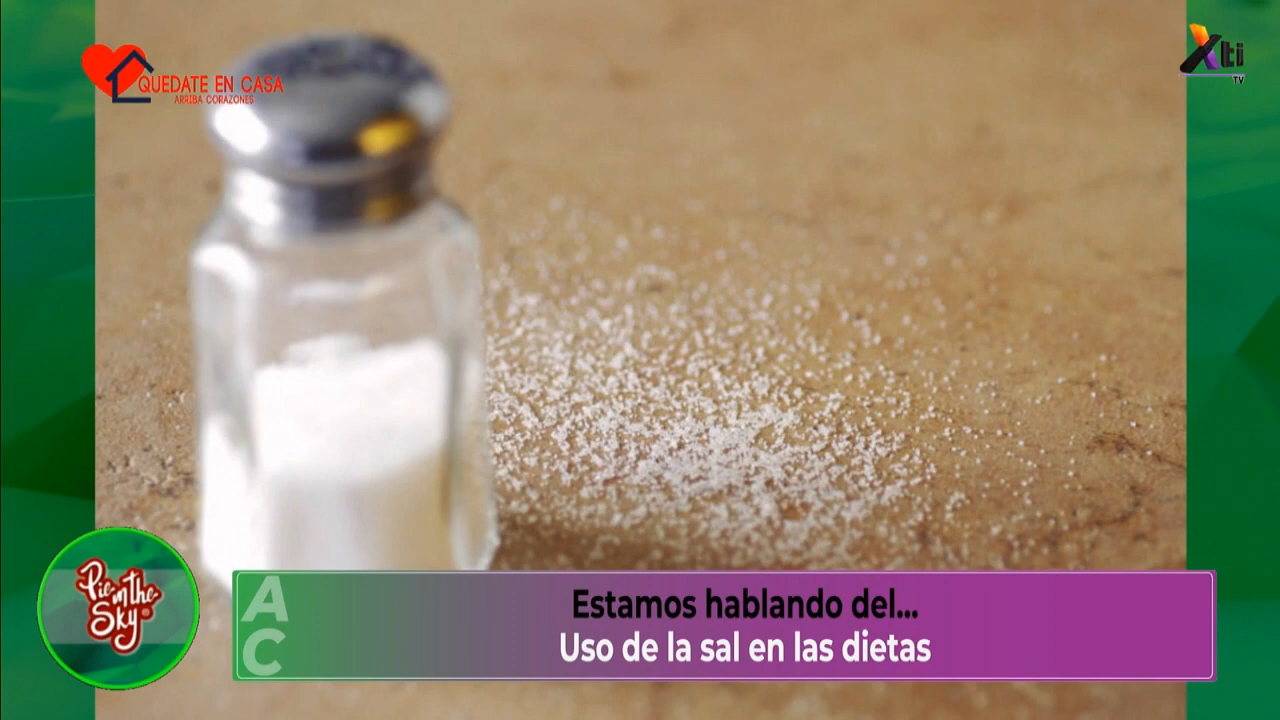 QUEDATE EN CASA
ARRIBA CORAZONES
Xti
TV
Pie in the
Sky
A
C
Estamos hablando del...
Uso de la sal en las dietas